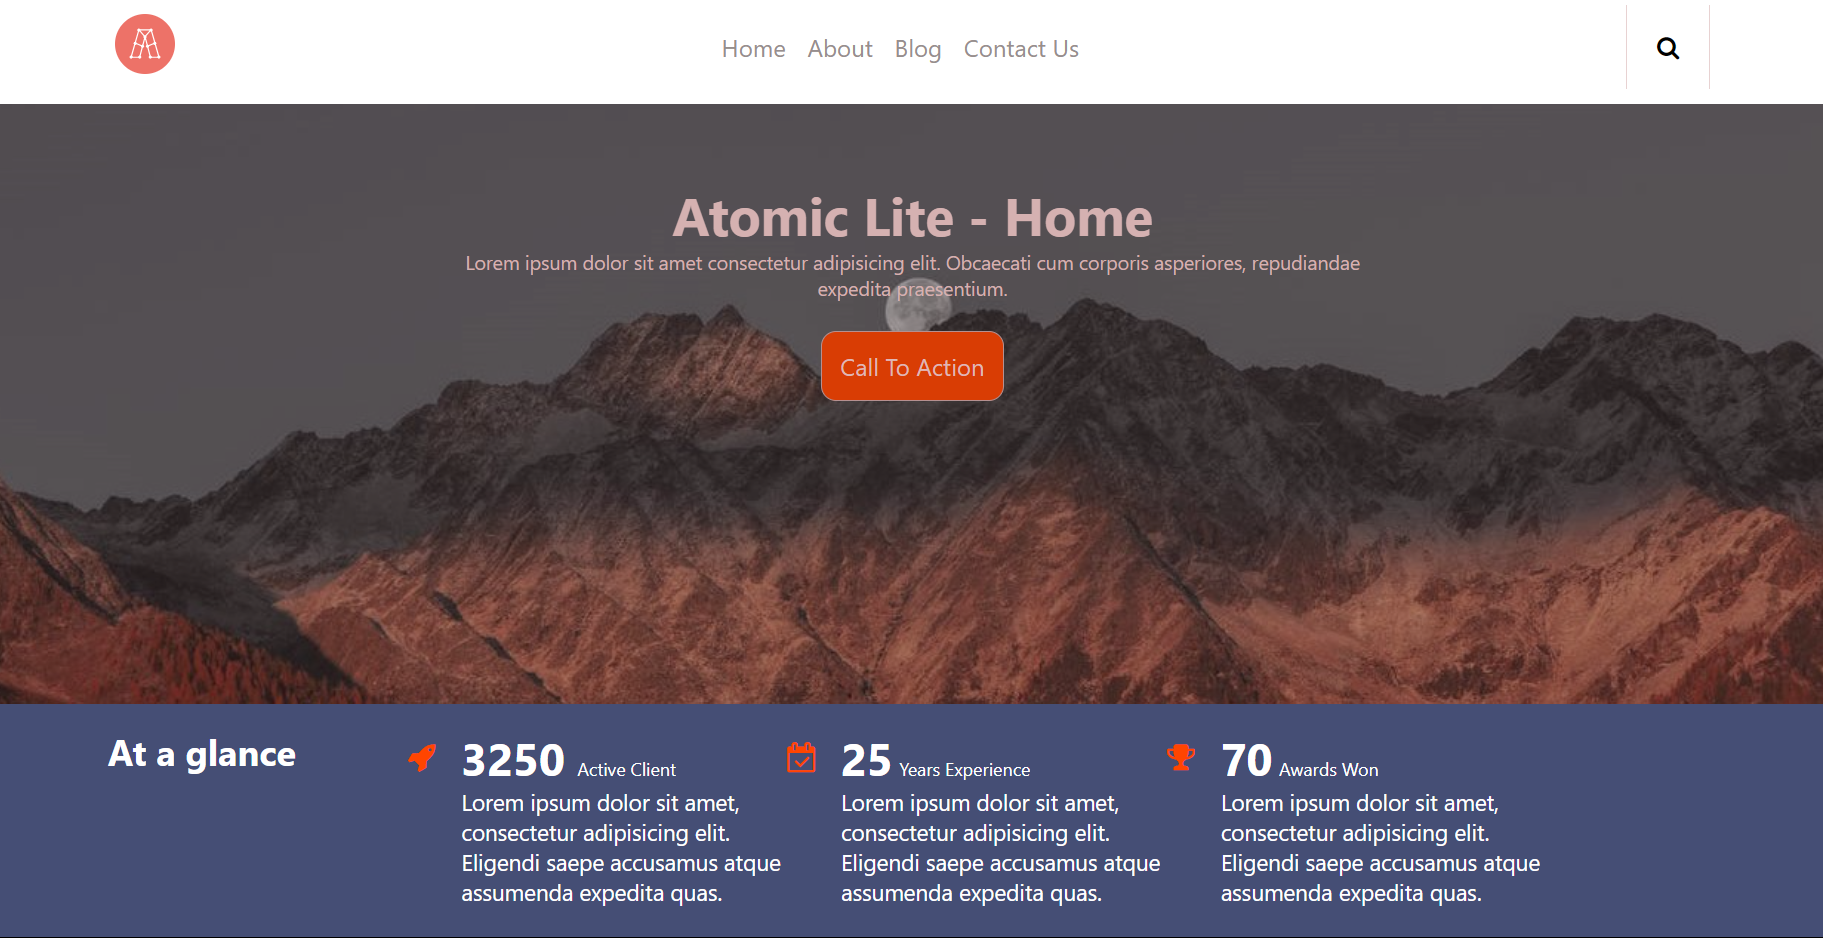 Home About Blog Contact Us
Atomic Lite - Home
Lorem ipsum dolor sit amet consectetur adipisicing elit. Obcaecati cum corporis asperiores, repudiandae
expedita praesentium.
Call To Action
At a glance
3250 Active Client
Lorem ipsum dolor sit amet,
consectetur adipisicing elit.
Eligendi saepe accusamus atque
assumenda expedita quas.
25 Years Experience
Lorem ipsum dolor sit amet,
consectetur adipisicing elit.
Eligendi saepe accusamus atque
assumenda expedita quas.
70 Awards Won
Lorem ipsum dolor sit amet,
consectetur adipisicing elit.
Eligendi saepe accusamus atque
assumenda expedita quas.